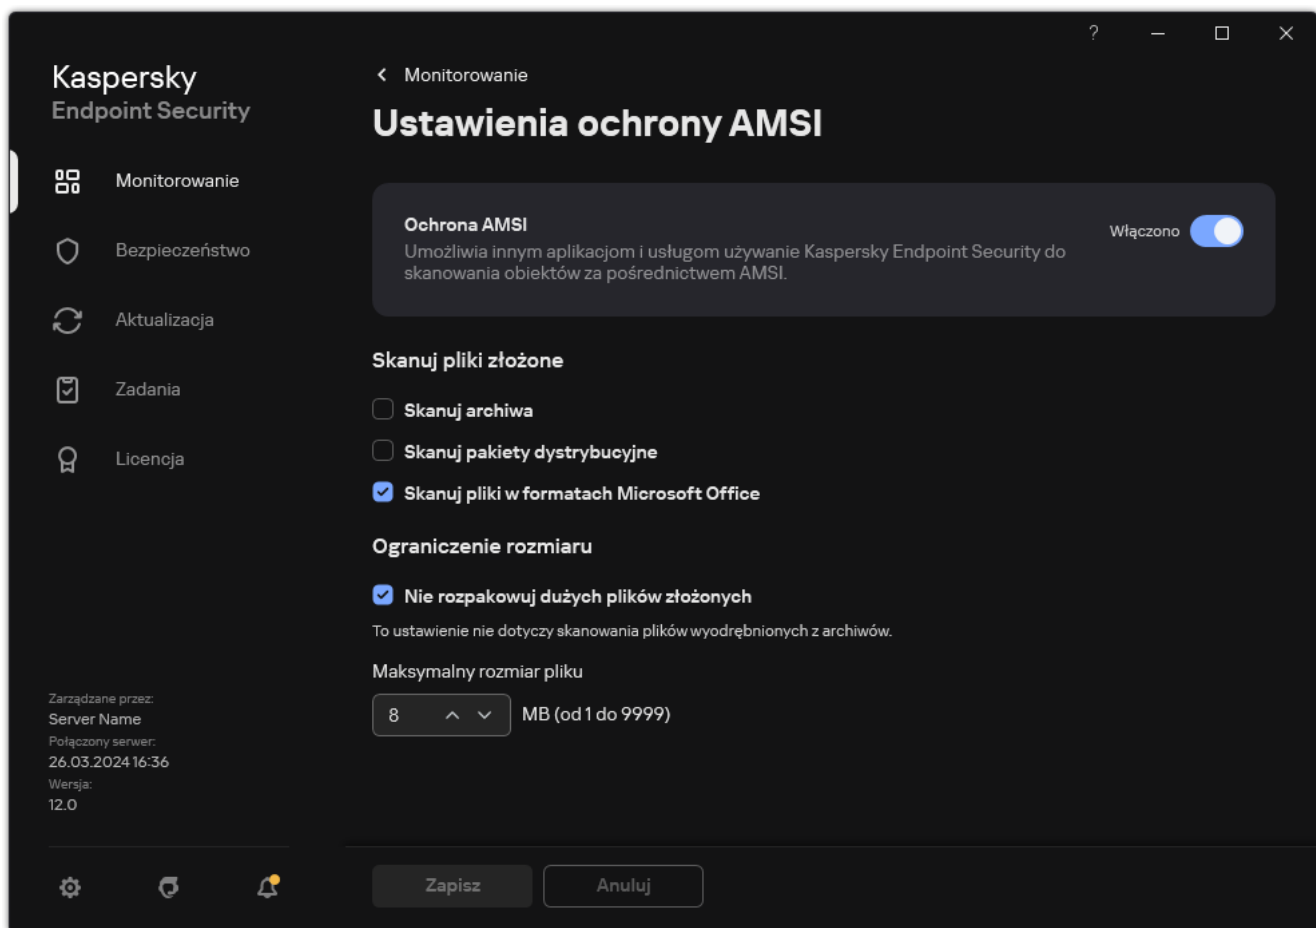 ?
Kaspersky
Endpoint Security
Monitorowanie
Bezpieczeństwo
Aktualizacja
Zadania
Licencja
Zarządzane przez:
Server Name
Połączony serwer:
26.03.2024 16:36
Wersja:
12.0
Monitorowanie
Ustawienia ochrony AMSI
Ochrona AMSI
Umożliwia innym aplikacjom i usługom używanie Kaspersky Endpoint Security do
skanowania obiektów za pośrednictwem AMSI.
Włączono
Skanuj pliki złożone
Skanuj archiwa
Skanuj pakiety dystrybucyjne
Skanuj pliki w formatach Microsoft Office
Ograniczenie rozmiaru
Nie rozpakowuj dużych plików złożonych
To ustawienie nie dotyczy skanowania plików wyodrębnionych z archiwów.
Maksymalny rozmiar pliku
8 MB (od 1 do 9999)
Zapisz
Anuluj